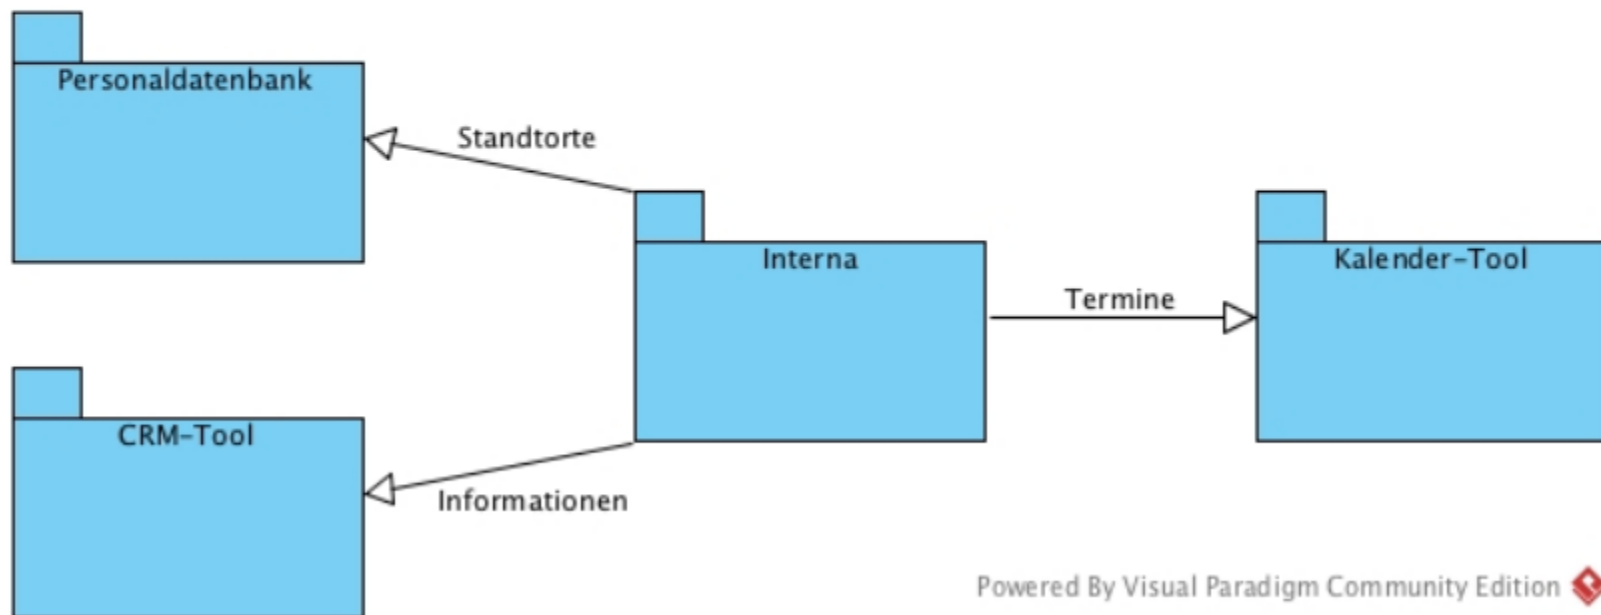 Personaldatenbank
Standtorte
Interna
Kalender-Tool
Termine
CRM-Tool
Informationen
Powered By Visual Paradigm Community Edition